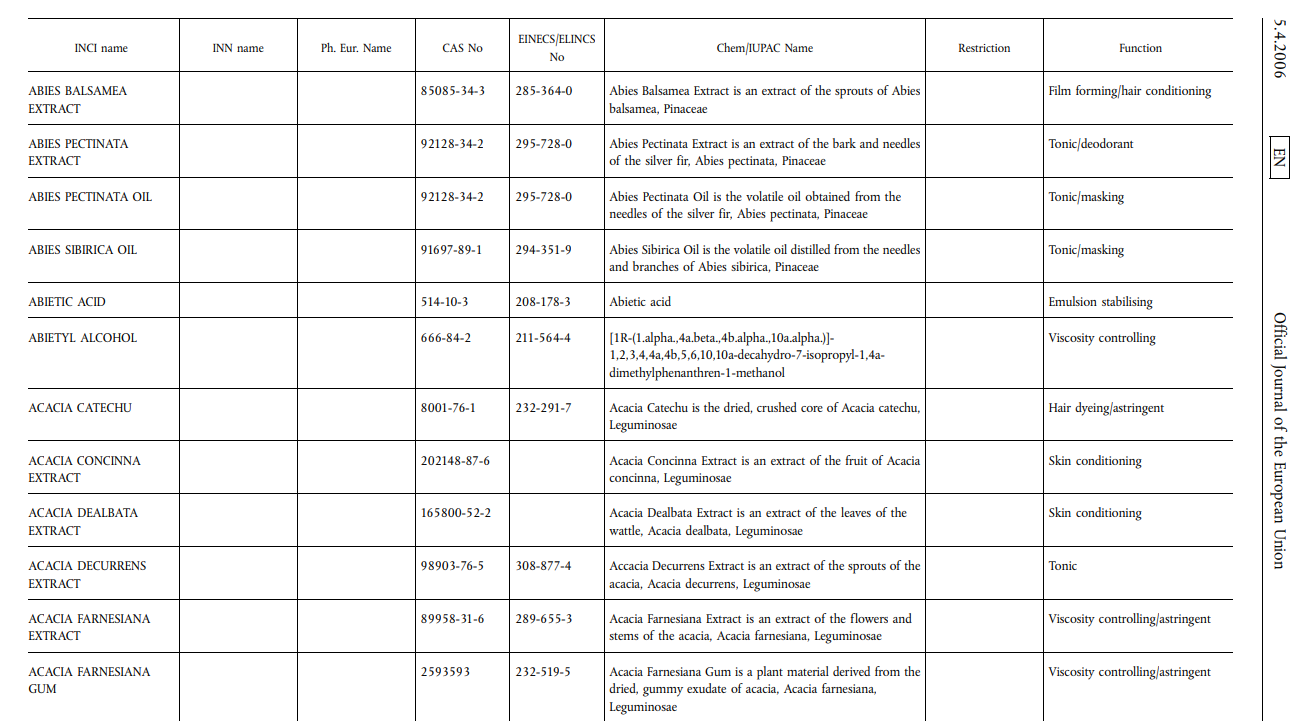 INCI name INN name Ph. Eur. Name CAS No EINECS/ELINCS No Chem/IUPAC Name Restriction Function
ABIES BALSAMEA EXTRACT 85085-34-3 285-364-0 Abies Balsamea Extract is an extract of the sprouts of Abies balsamea, Pinaceae Film forming/hair conditioning
ABIES PECTINATA EXTRACT 92128-34-2 295-728-0 Abies Pectinata Extract is an extract of the bark and needles of the silver fir, Abies pectinata, Pinaceae Tonic/deodorant
ABIES PECTINATA OIL 92128-34-2 295-728-0 Abies Pectinata Oil is the volatile oil obtained from the needles of the silver fir, Abies pectinata, Pinaceae Tonic/masking
ABIES SIBIRICA OIL 91697-89-1 294-351-9 Abies Sibirica Oil is the volatile oil distilled from the needles and branches of Abies sibirica, Pinaceae Tonic/masking
ABIETIC ACID 514-10-3 208-178-3 Abietic acid Emulsion stabilising
ABIETYL ALCOHOL 666-84-2 211-564-4 [1R-(1.alpha.,4a.beta.,4b.alpha.,10a.alpha.)]-1,2,3,4,4a,4b,5,6,10,10a-decahydro-7-isopropyl-1,4a-dimethylphenanthren-1-methanol Viscosity controlling
ACACIA CATECHU 8001-76-1 232-291-7 Acacia Catechu is the dried, crushed core of Acacia catechu, Leguminosae Hair dyeing/astringent
ACACIA CONCINNA EXTRACT 202148-87-6 Acacia Concinna Extract is an extract of the fruit of Acacia concinna, Leguminosae Skin conditioning
ACACIA DEALBATA EXTRACT 165800-52-2 Acacia Dealbata Extract is an extract of the leaves of the wattle, Acacia dealbata, Leguminosae Skin conditioning
ACACIA DECURRENS EXTRACT 98903-76-5 308-877-4 Accacia Decurrens Extract is an extract of the sprouts of the acacia, Acacia decurrens, Leguminosae Tonic
ACACIA FARNESIANA EXTRACT 89958-31-6 289-655-3 Acacia Farnesiana Extract is an extract of the flowers and stems of the acacia, Acacia farnesiana, Leguminosae Viscosity controlling/astringent
ACACIA FARNESIANA GUM 2593593 232-519-5 Acacia Farnesiana Gum is a plant material derived from the dried, gummy exudate of acacia, Acacia farnesiana, Leguminosae Viscosity controlling/astringent
5.4.2006
EN
Official Journal of the European Union